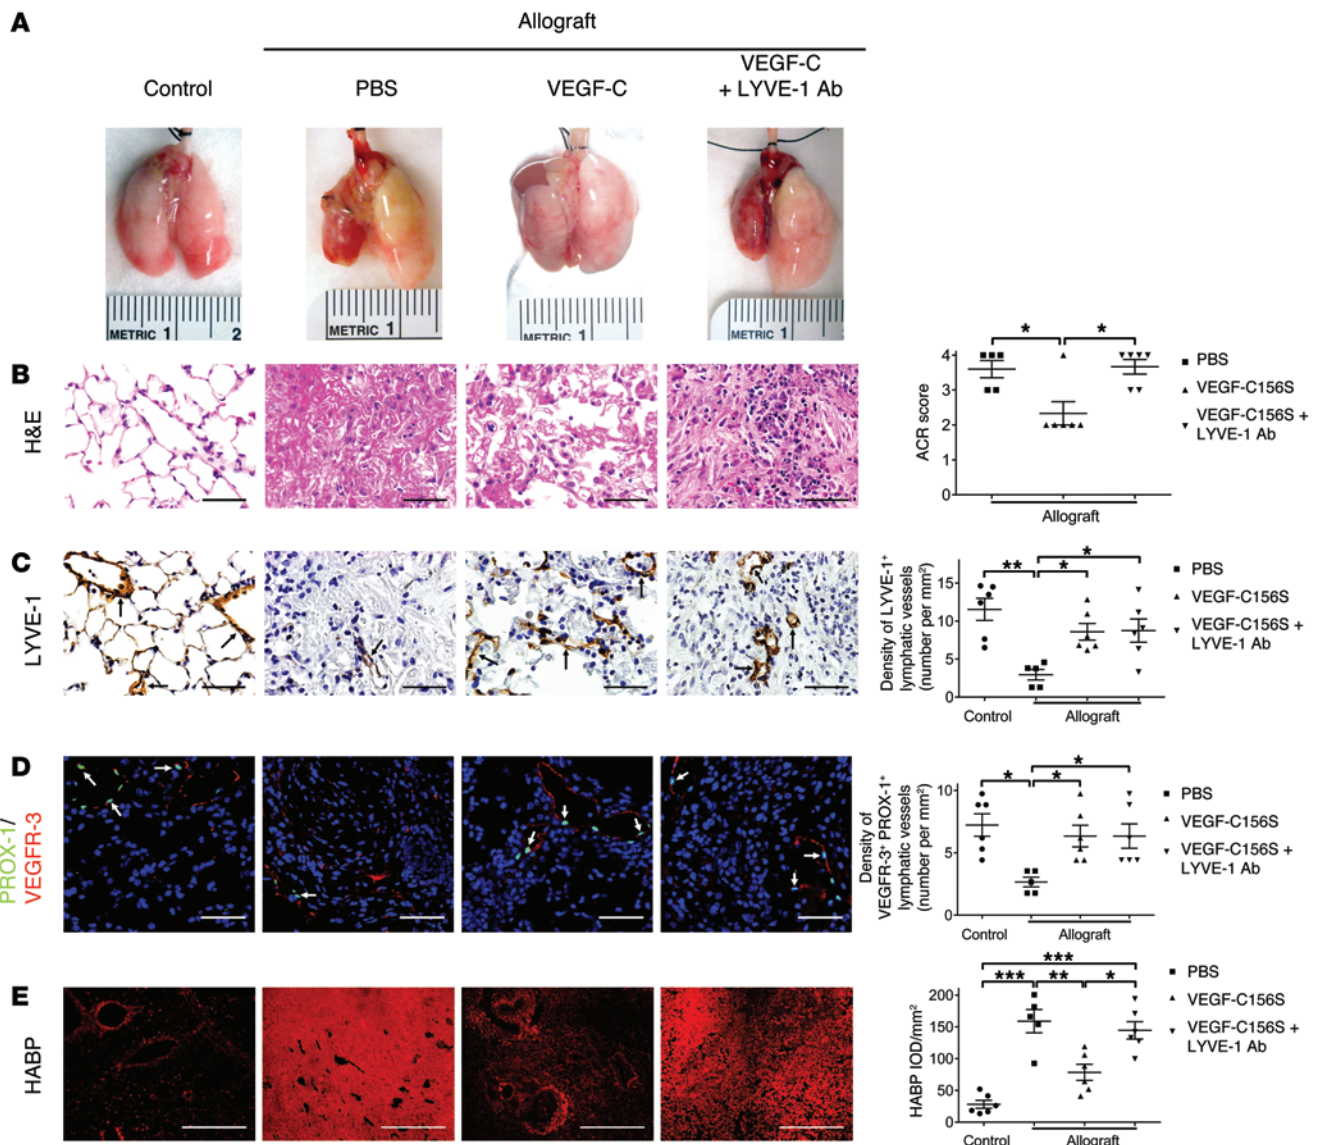 A
Allograft
Control
PBS
VEGF-C
VEGF-C
+ LYVE-1 Ab
METRIC 1 2
METRIC 1
METRIC 1
METRIC 1
B
H&E
ACR score
4
3
2
1
0
*
*
Allograft
PBS
VEGF-C156S
VEGF-C156S +
LYVE-1 Ab
C
LYVE-1
Density of LYVE-1+
lymphatic vessels
(number per mm²)
15
10
5
0
**
*
*
Control
Allograft
PBS
VEGF-C156S
VEGF-C156S +
LYVE-1 Ab
D
PROX-1/
VEGFR-3
Density of
VEGFR-3+ PROX-1+
lymphatic vessels
(number per mm²)
10
5
0
*
*
*
Control
Allograft
PBS
VEGF-C156S
VEGF-C156S +
LYVE-1 Ab
E
HABP
HABP IOD/mm²
200
150
100
50
0
***
***
**
*
Control
Allograft
PBS
VEGF-C156S
VEGF-C156S +
LYVE-1 Ab